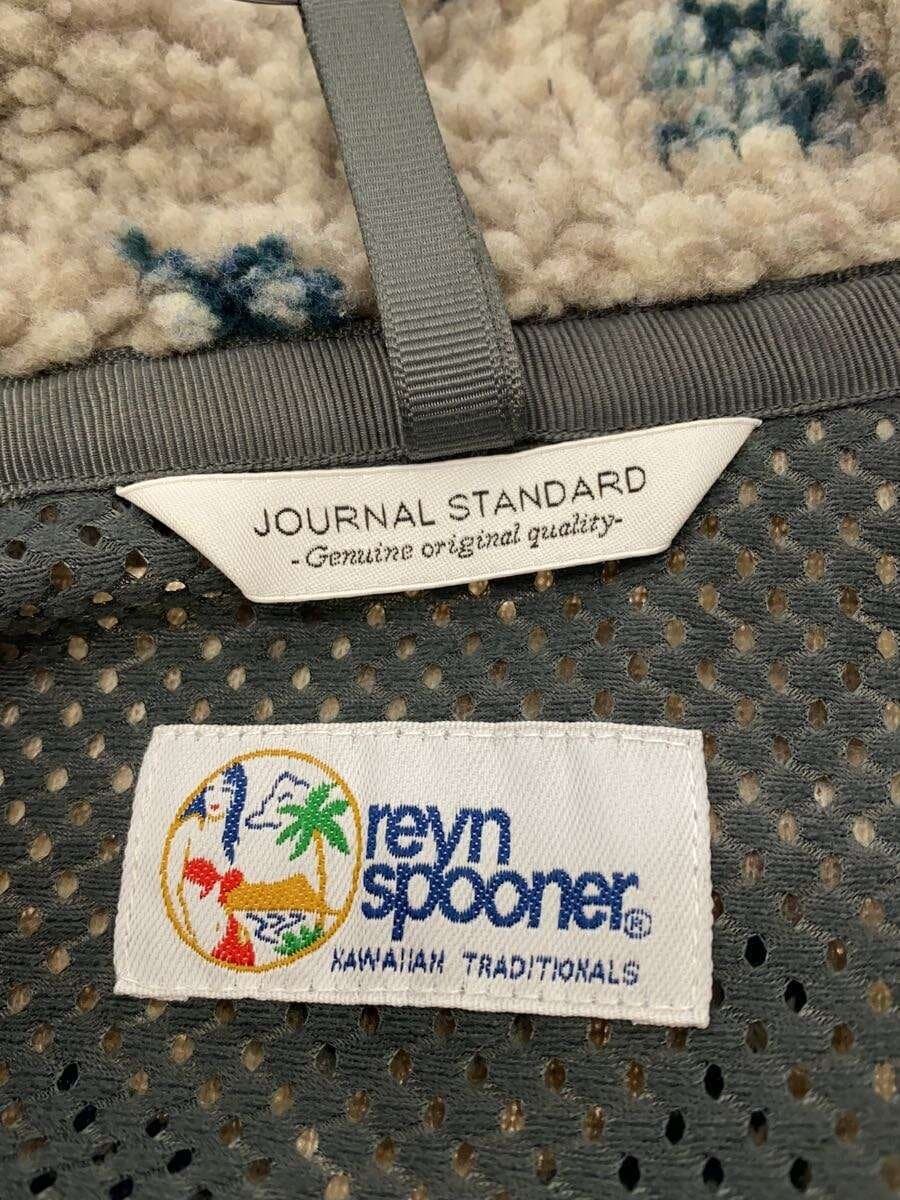 JOURNAL STANDARD
-Genuine original quality-
reyn
spooner®
HAWAIIAN TRADITIONALS